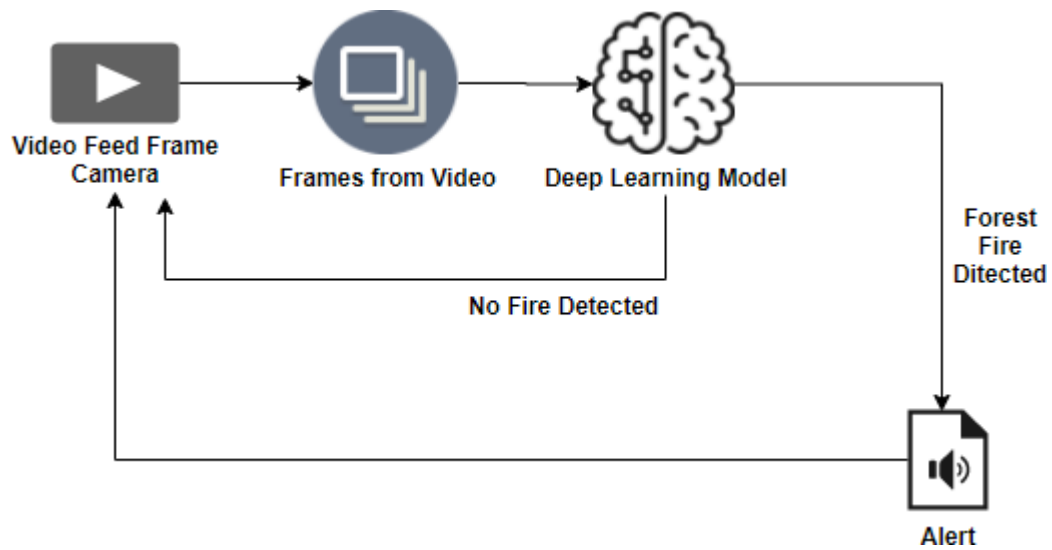 Video Feed Frame
Camera
Frames from Video
Deep Learning Model
Forest
Fire
Ditected
No Fire Detected
Alert